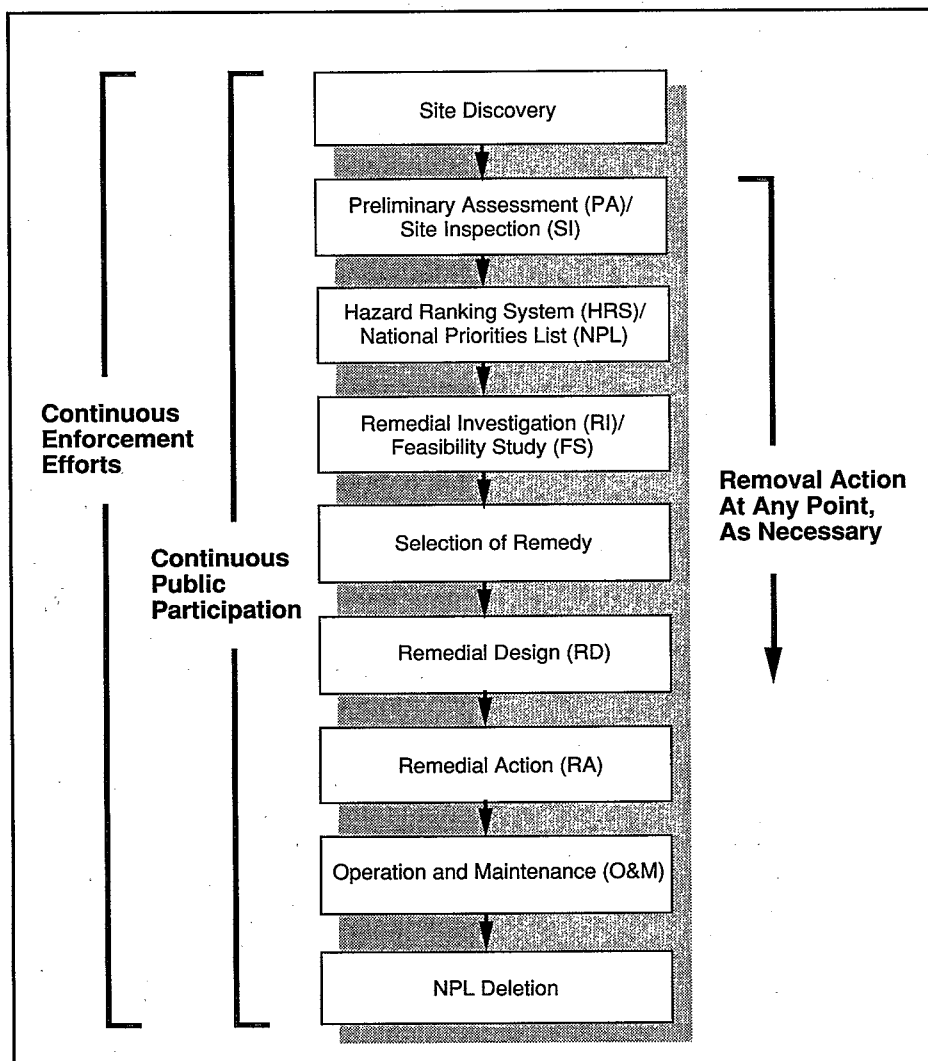 Site Discovery
Preliminary Assessment (PA)/
Site Inspection (SI)
Hazard Ranking System (HRS)/
National Priorities List (NPL)
Remedial Investigation (RI)/
Feasibility Study (FS)
Selection of Remedy
Remedial Design (RD)
Remedial Action (RA)
Operation and Maintenance (O&M)
NPL Deletion
Continuous
Enforcement
Efforts
Continuous
Public
Participation
Removal Action
At Any Point,
As Necessary